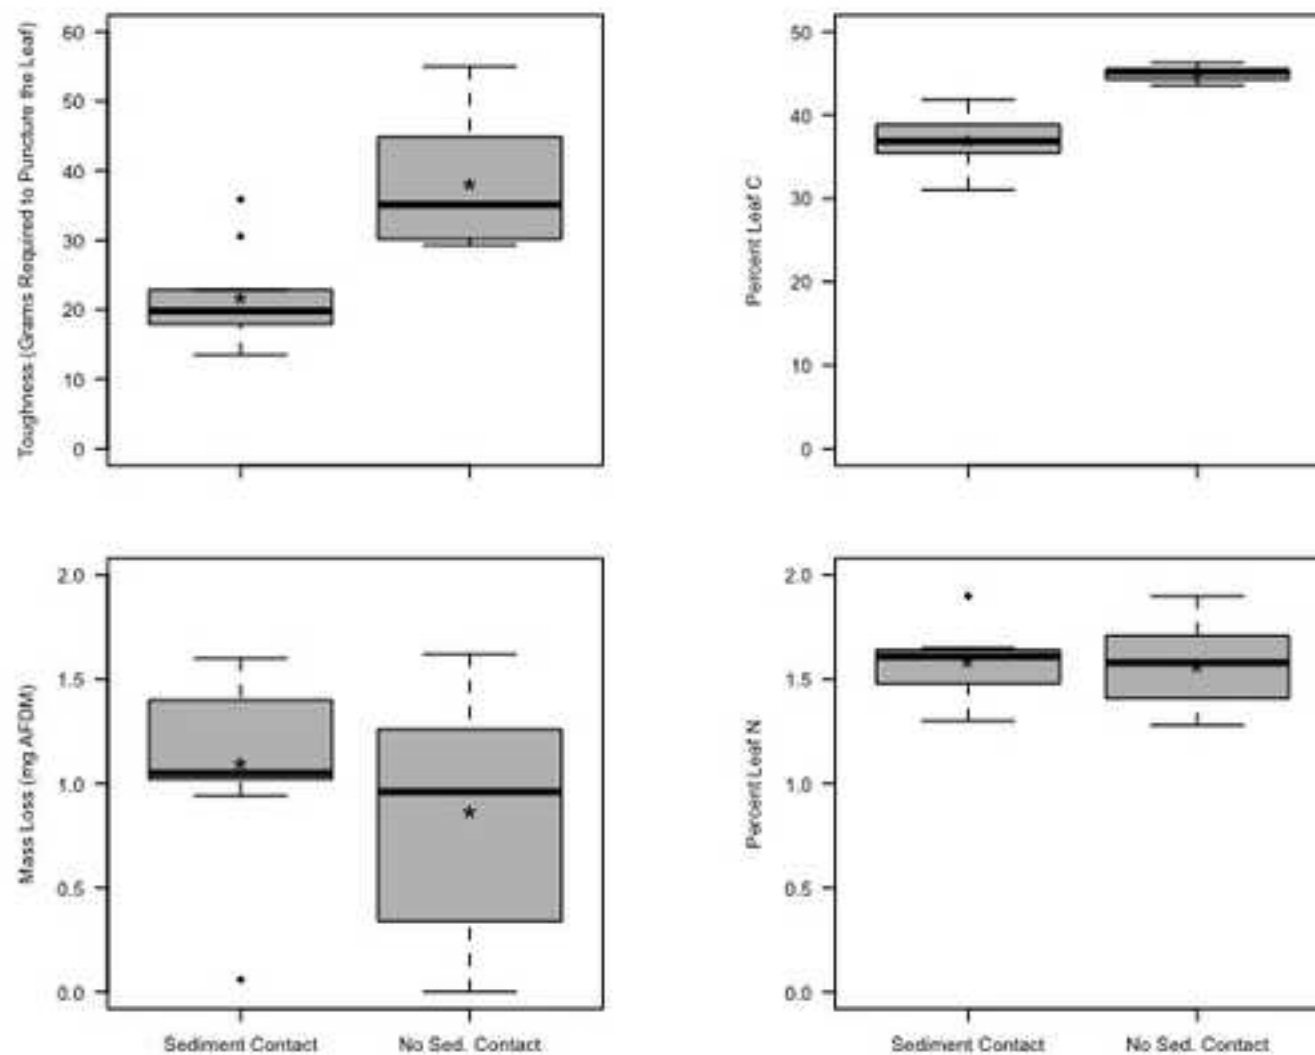 Toughness (Grams Required to Puncture the Leaf)
60
50
40
30
20
10
0
Percent Leaf C
50
40
30
20
10
0
Mass Loss (mg AFDM)
2.0
1.5
1.0
0.5
0.0
Sediment Contact
No Sed. Contact
Percent Leaf N
2.0
1.5
1.0
0.5
0.0
Sediment Contact
No Sed. Contact